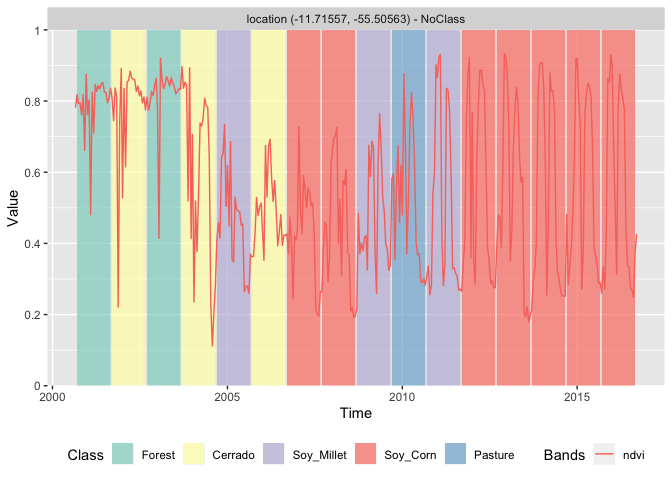 location (-11.71557, -55.50563) - NoClass
1
0.8
0.6
0.4
0.2
0
Value
2000 2005 2010 2015
Time
Class Forest Cerrado Soy_Millet Soy_Corn Pasture Bands ndvi